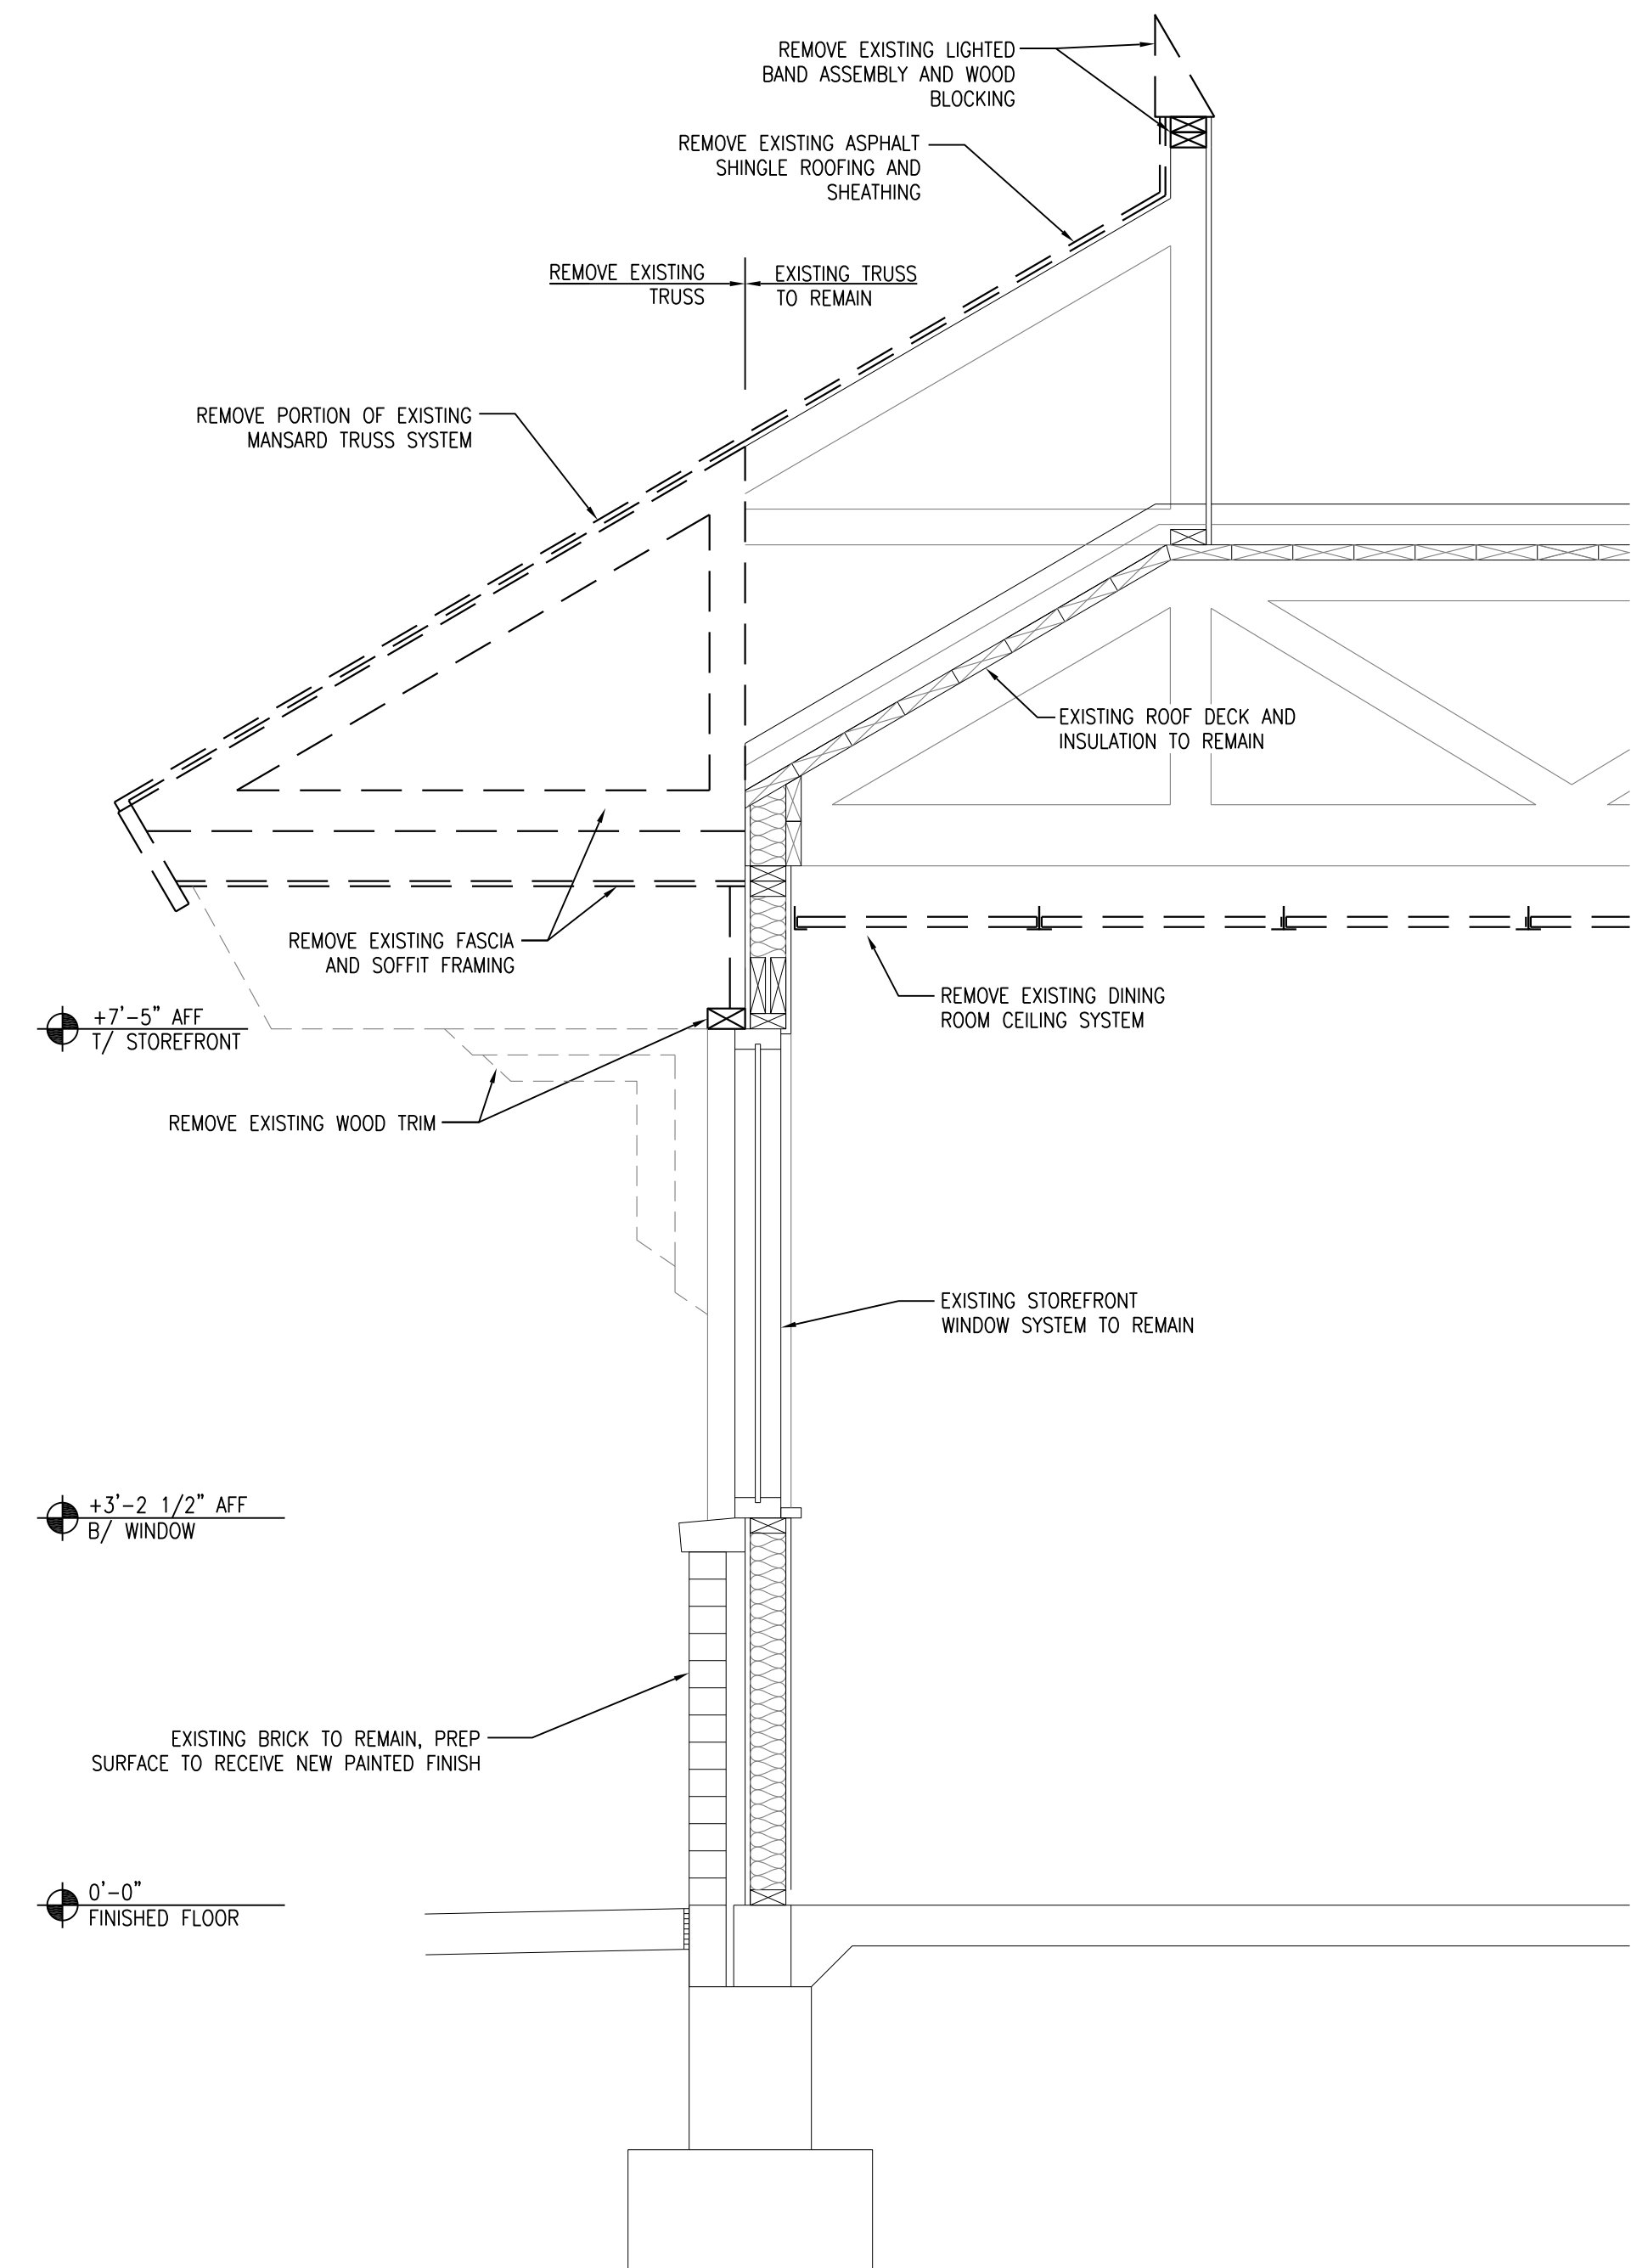 REMOVE EXISTING LIGHTED
BAND ASSEMBLY AND WOOD
BLOCKING
REMOVE EXISTING ASPHALT
SHINGLE ROOFING AND
SHEATHING
REMOVE EXISTING
TRUSS
EXISTING TRUSS
TO REMAIN
REMOVE PORTION OF EXISTING
MANSARD TRUSS SYSTEM
EXISTING ROOF DECK AND
INSULATION TO REMAIN
REMOVE EXISTING FASCIA
AND SOFFIT FRAMING
REMOVE EXISTING DINING
ROOM CEILING SYSTEM
+7'-5" AFF
T/ STOREFRONT
REMOVE EXISTING WOOD TRIM
EXISTING STOREFRONT
WINDOW SYSTEM TO REMAIN
+3'-2 1/2" AFF
B/ WINDOW
EXISTING BRICK TO REMAIN, PREP
SURFACE TO RECEIVE NEW PAINTED FINISH
0'-0"
FINISHED FLOOR